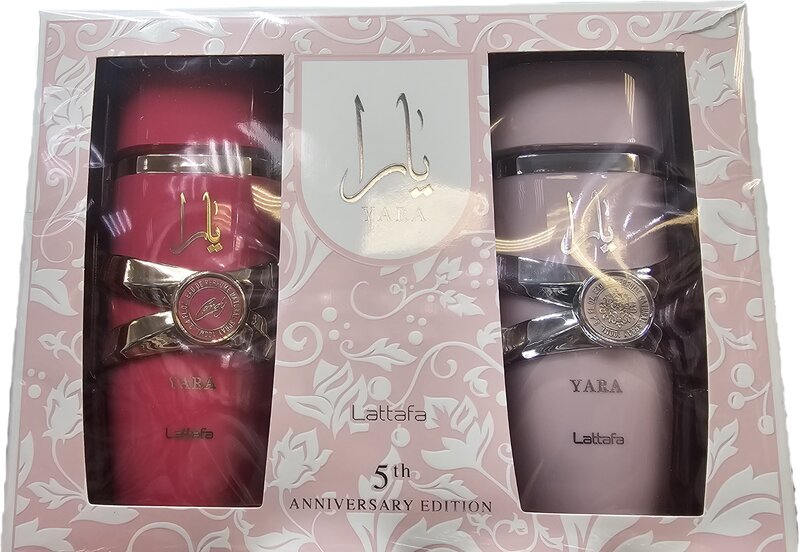 يارا
YARA
Lattafa
5th
ANNIVERSARY EDITION
يارا
YARA
Lattafa
يارا
YARA
Lattafa